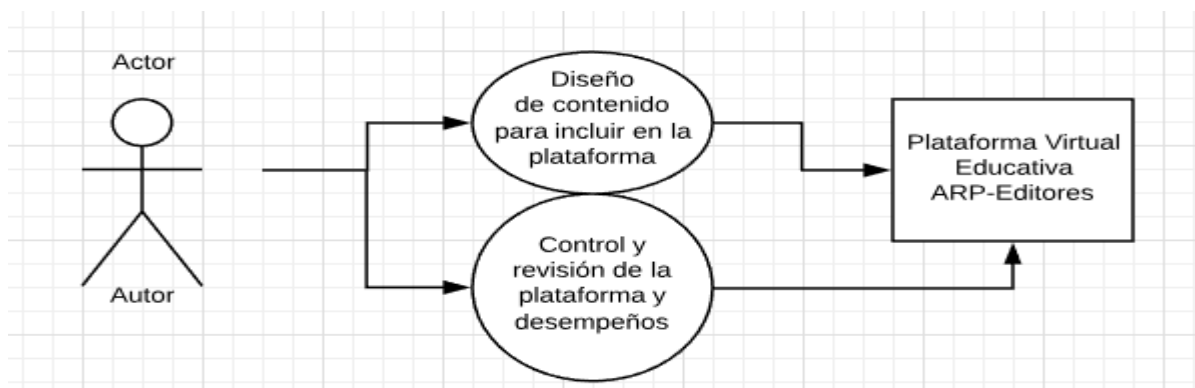 Actor
Autor
Diseño
de contenido
para incluir en la
plataforma
Control y
revisión de la
plataforma y
desempeños
Plataforma Virtual
Educativa
ARP-Editores